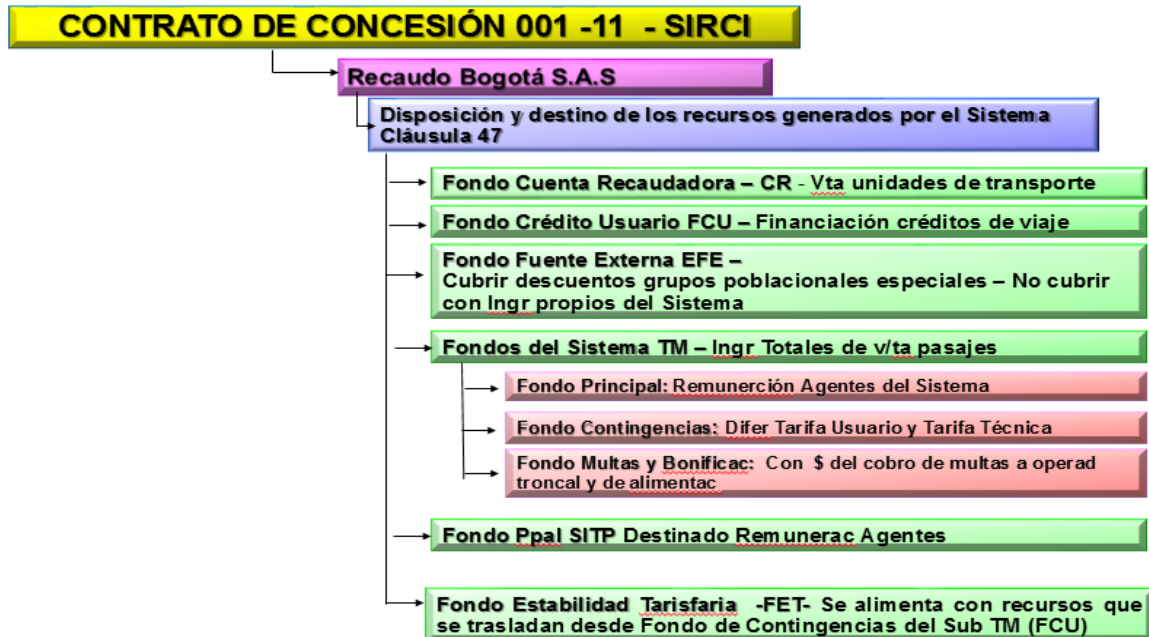 CONTRATO DE CONCESIÓN 001 -11 - SIRCI
Recaudo Bogotá S.A.S
Disposición y destino de los recursos generados por el Sistema
Cláusula 47
Fondo Cuenta Recaudadora – CR - Vta unidades de transporte
Fondo Crédito Usuario FCU – Financiación créditos de viaje
Fondo Fuente Externa EFE –
Cubrir descuentos grupos poblacionales especiales – No cubrir
con Ingr propios del Sistema
Fondos del Sistema TM – Ingr Totales de v/ta pasajes
Fondo Principal: Remunerción Agentes del Sistema
Fondo Contingencias: Difer Tarifa Usuario y Tarifa Técnica
Fondo Multas y Bonificac: Con $ del cobro de multas a operad
troncal y de alimentac
Fondo Ppal SITP Destinado Remunerac Agentes
Fondo Estabilidad Tarisfaria -FET- Se alimenta con recursos que
se trasladan desde Fondo de Contingencias del Sub TM (FCU)